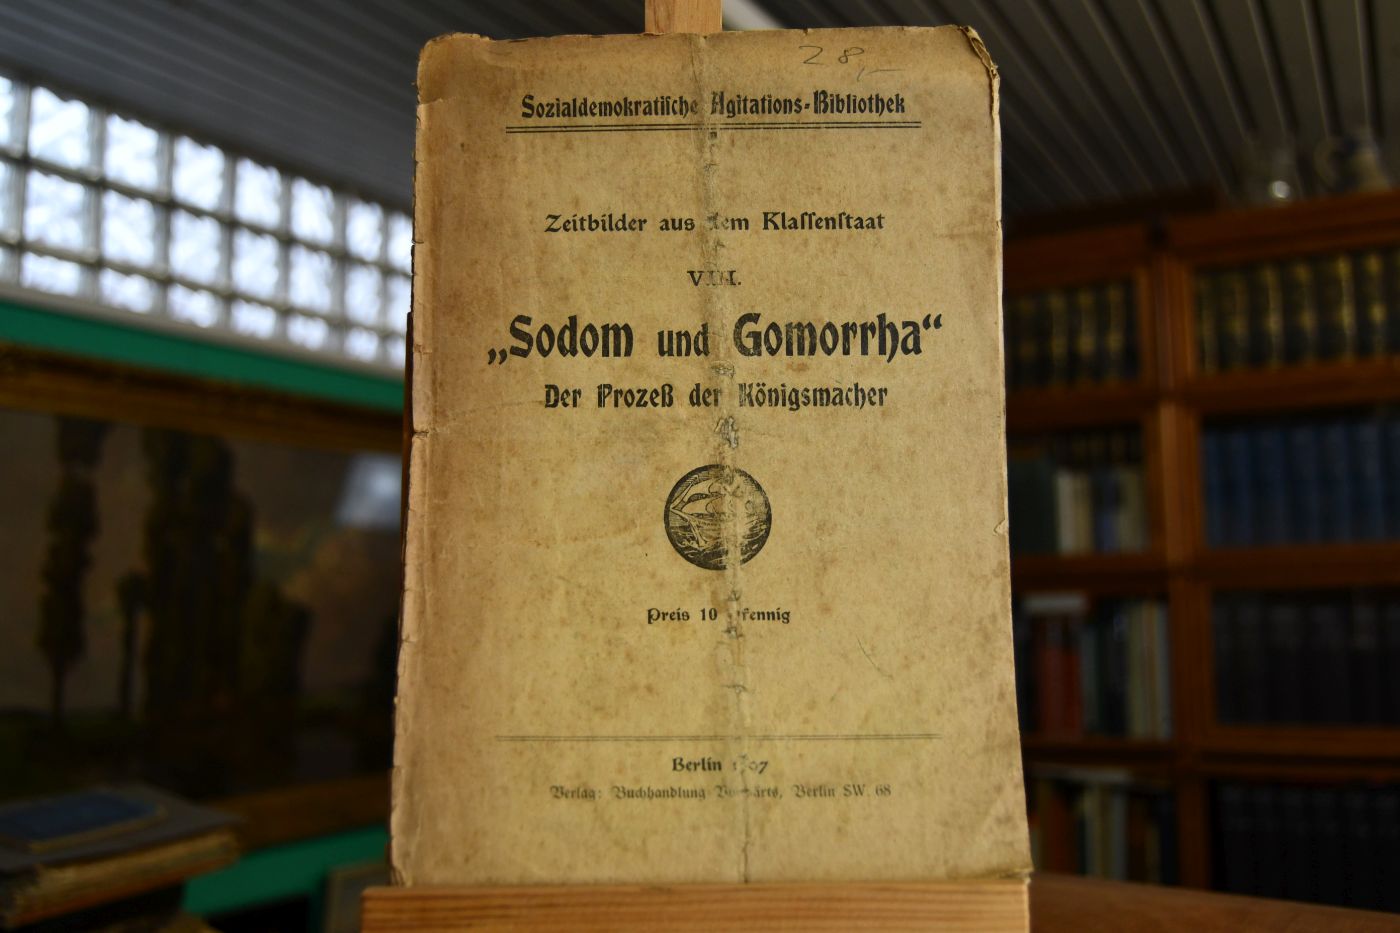 28,-
Sozialdemokratiſche Agitations-Bibliothek
Zeitbilder aus dem Klaſſenſtaat
VIII.
„Sodom und Gomorrha“
Der Prozeß der Königsmacher
Preis 10 Pfennig
Berlin 1907
Verlag: Buchhandlung Vorwärts, Berlin SW. 68